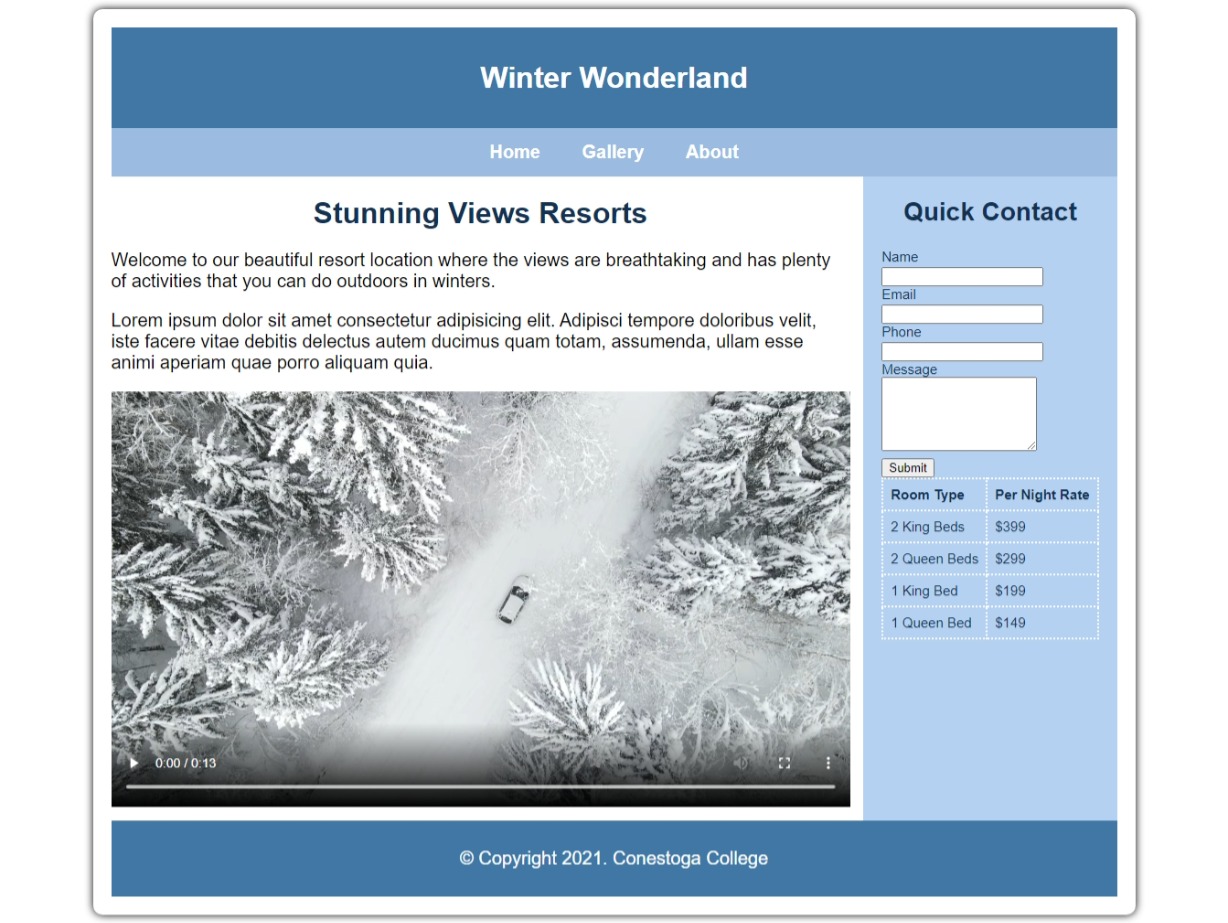 Winter Wonderland
Home Gallery About
Stunning Views Resorts
Welcome to our beautiful resort location where the views are breathtaking and has plenty
of activities that you can do outdoors in winters.
Lorem ipsum dolor sit amet consectetur adipisicing elit. Adipisci tempore doloribus velit,
iste facere vitae debitis delectus autem ducimus quam totam, assumenda, ullam esse
animi aperiam quae porro aliquam quia.
0:00 / 0:13
Quick Contact
Name
Email
Phone
Message
Submit
Room Type Per Night Rate
2 King Beds $399
2 Queen Beds $299
1 King Bed $199
1 Queen Bed $149
© Copyright 2021. Conestoga College